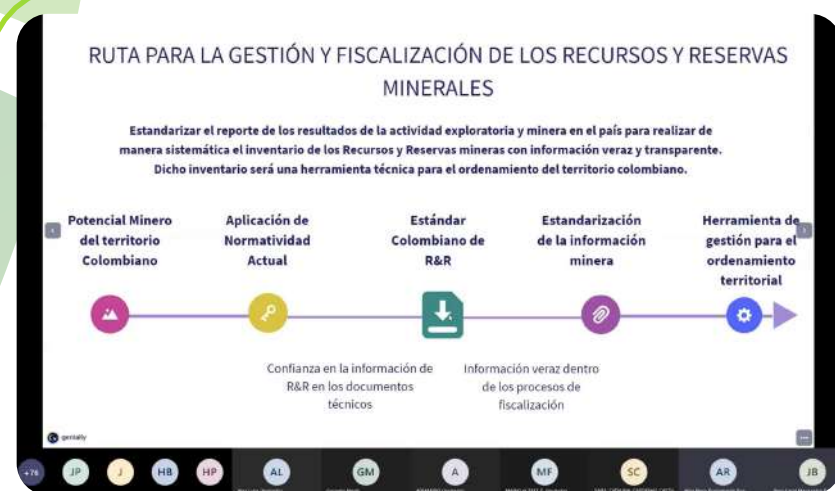 RUTA PARA LA GESTIÓN Y FISCALIZACIÓN DE LOS RECURSOS Y RESERVAS
MINERALES
Estandarizar el reporte de los resultados de la actividad exploratoria y minera en el país para realizar de
manera sistemática el inventario de los Recursos y Reservas mineras con información veraz y transparente.
Dicho inventario será una herramienta técnica para el ordenamiento del territorio colombiano.
Potencial Minero
del territorio
Colombiano
Aplicación de
Normatividad
Actual
Estándar
Colombiano de
R&R
Estandarización
de la información
minera
Herramienta de
gestión para el
ordenamiento
territorial
Confianza en la información de
R&R en los documentos
técnicos
Información veraz dentro
de los procesos de
fiscalización
genially
+76 JP J HB HP AL GM A MF SC AR JB